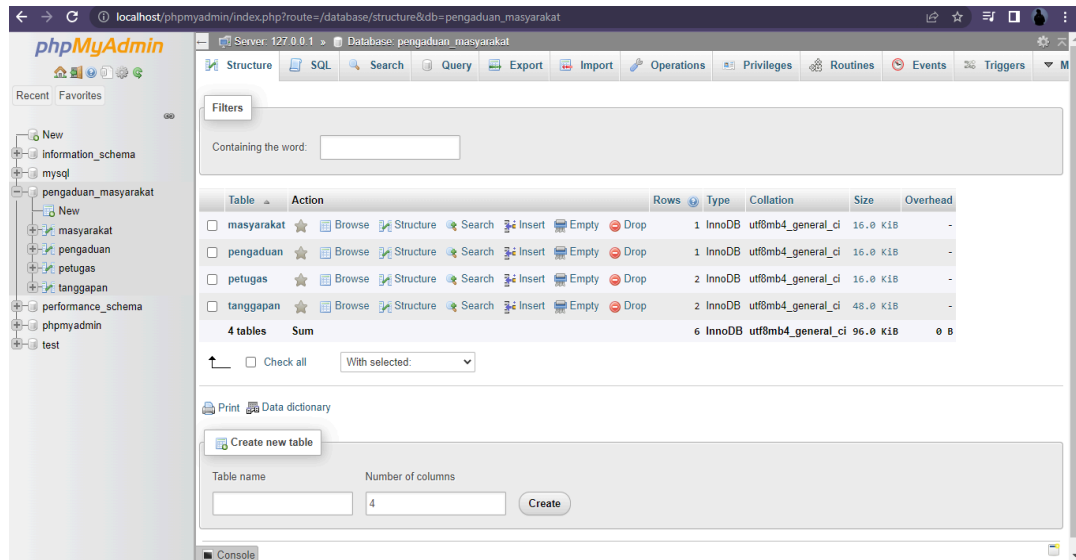 localhost/phpmyadmin/index.php?route=/database/structure&db=pengaduan_masyarakat
phpMyAdmin
Recent Favorites
New
information_schema
mysql
pengaduan_masyarakat
New
masyarakat
pengaduan
petugas
tanggapan
performance_schema
phpmyadmin
test
Server: 127.0.0.1 » Database: pengaduan_masyarakat
Structure SQL Search Query Export Import Operations Privileges Routines Events Triggers M
Filters
Containing the word:
Table Action Rows Type Collation Size Overhead
masyarakat Browse Structure Search Insert Empty Drop 1 InnoDB utf8mb4_general_ci 16.0 KiB -
pengaduan Browse Structure Search Insert Empty Drop 1 InnoDB utf8mb4_general_ci 16.0 KiB -
petugas Browse Structure Search Insert Empty Drop 2 InnoDB utf8mb4_general_ci 16.0 KiB -
tanggapan Browse Structure Search Insert Empty Drop 2 InnoDB utf8mb4_general_ci 48.0 KiB -
4 tables Sum 6 InnoDB utf8mb4_general_ci 96.0 KiB 0 B
Check all With selected:
Print Data dictionary
Create new table
Table name Number of columns
4 Create
Console